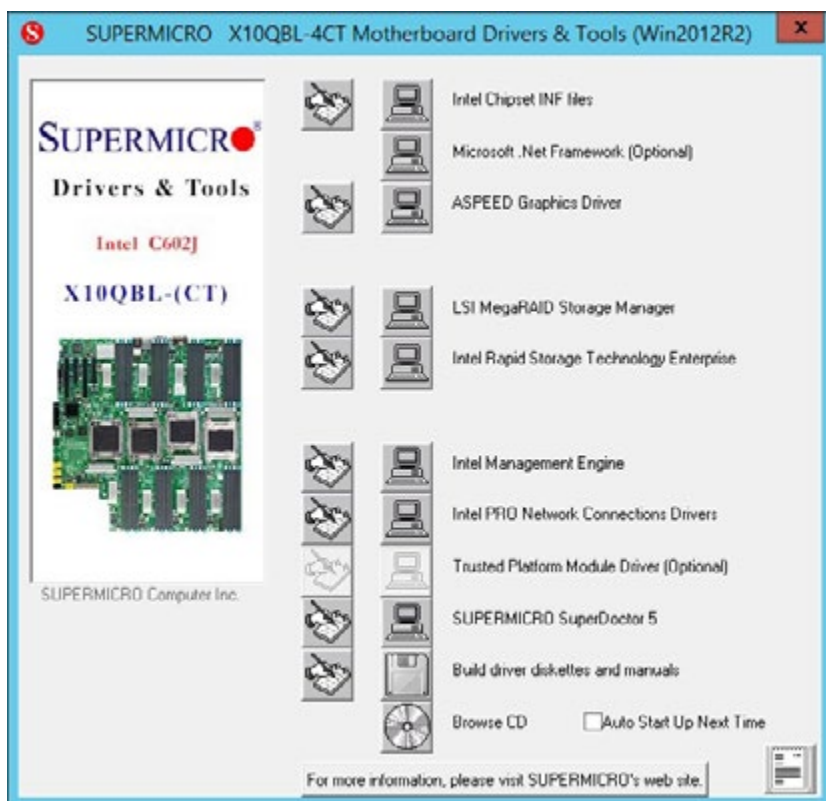 SUPERMICRO X10QBL-4CT Motherboard Drivers & Tools (Win2012R2)
SUPERMICRO®
Drivers & Tools
Intel C602J
X10QBL-(CT)
SUPERMICRO Computer Inc.
Intel Chipset INF files
Microsoft .Net Framework (Optional)
ASPEED Graphics Driver
LSI MegaRAID Storage Manager
Intel Rapid Storage Technology Enterprise
Intel Management Engine
Intel PRO Network Connections Drivers
Trusted Platform Module Driver (Optional)
SUPERMICRO SuperDoctor 5
Build driver diskettes and manuals
Browse CD
Auto Start Up Next Time
For more information, please visit SUPERMICRO's web site.